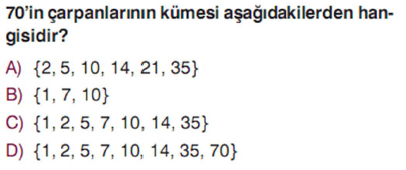 70’in çarpanlarının kümesi aşağıdakilerden han-
gisidir?
A) {2, 5, 10, 14, 21, 35}
B) {1, 7, 10}
C) {1, 2, 5, 7, 10, 14, 35}
D) {1, 2, 5, 7, 10, 14, 35, 70}